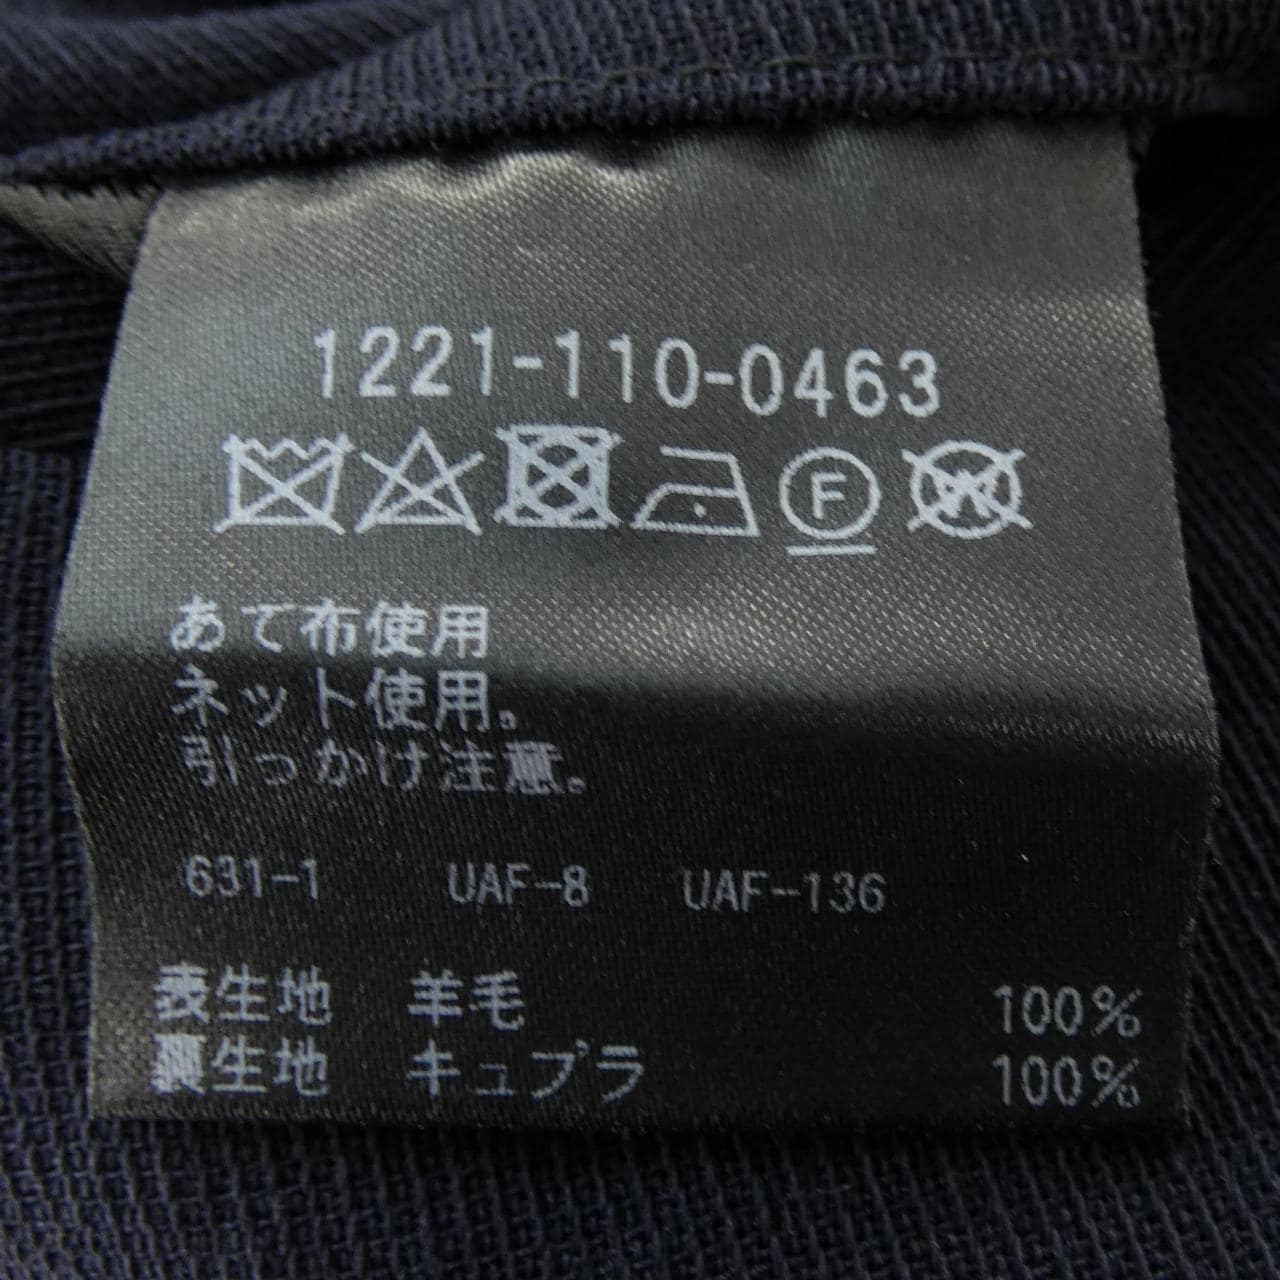 1221-110-0463
F
W
あて布使用
ネット使用。
引っかけ注意。
631-1 UAF-8 UAF-136
表生地 羊毛 100%
裏生地 キュプラ 100%